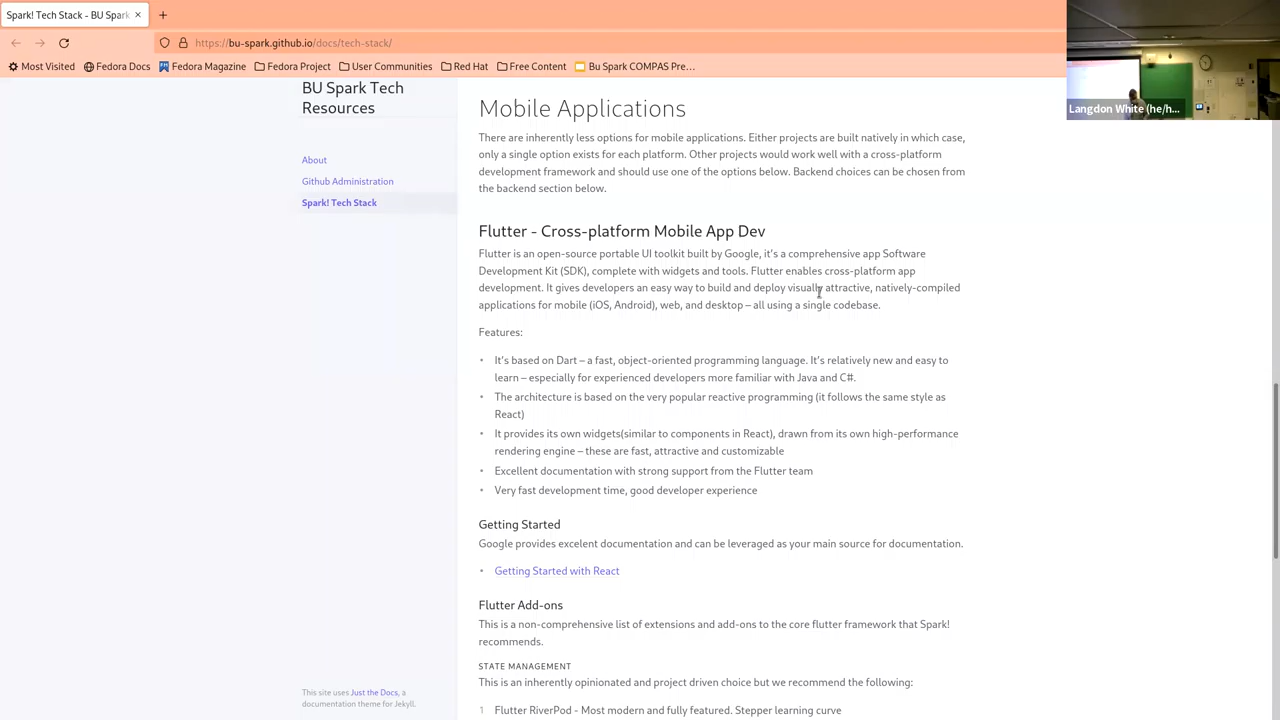 Spark! Tech Stack - BU Spark
https://bu-spark.github.io/docs/tech-stack/
Most Visited Fedora Docs Fedora Magazine Fedora Project User Communities Red Hat Free Content Bu Spark COMPAS Pre…
Langdon White (he/h...
BU Spark Tech
Resources
About
Github Administration
Spark! Tech Stack
This site uses Just the Docs, a
documentation theme for Jekyll.
Mobile Applications
There are inherently less options for mobile applications. Either projects are built natively in which case,
only a single option exists for each platform. Other projects would work well with a cross-platform
development framework and should use one of the options below. Backend choices can be chosen from
the backend section below.
Flutter - Cross-platform Mobile App Dev
Flutter is an open-source portable UI toolkit built by Google, it's a comprehensive app Software
Development Kit (SDK), complete with widgets and tools. Flutter enables cross-platform app
development. It gives developers an easy way to build and deploy visually attractive, natively-compiled
applications for mobile (iOS, Android), web, and desktop – all using a single codebase.
Features:
• It's based on Dart – a fast, object-oriented programming language. It's relatively new and easy to
learn – especially for experienced developers more familiar with Java and C#.
• The architecture is based on the very popular reactive programming (it follows the same style as
React)
• It provides its own widgets(similar to components in React), drawn from its own high-performance
rendering engine – these are fast, attractive and customizable
• Excellent documentation with strong support from the Flutter team
• Very fast development time, good developer experience
Getting Started
Google provides excelent documentation and can be leveraged as your main source for documentation.
• Getting Started with React
Flutter Add-ons
This is a non-comprehensive list of extensions and add-ons to the core flutter framework that Spark!
recommends.
STATE MANAGEMENT
This is an inherently opinionated and project driven choice but we recommend the following:
1 Flutter RiverPod - Most modern and fully featured. Stepper learning curve